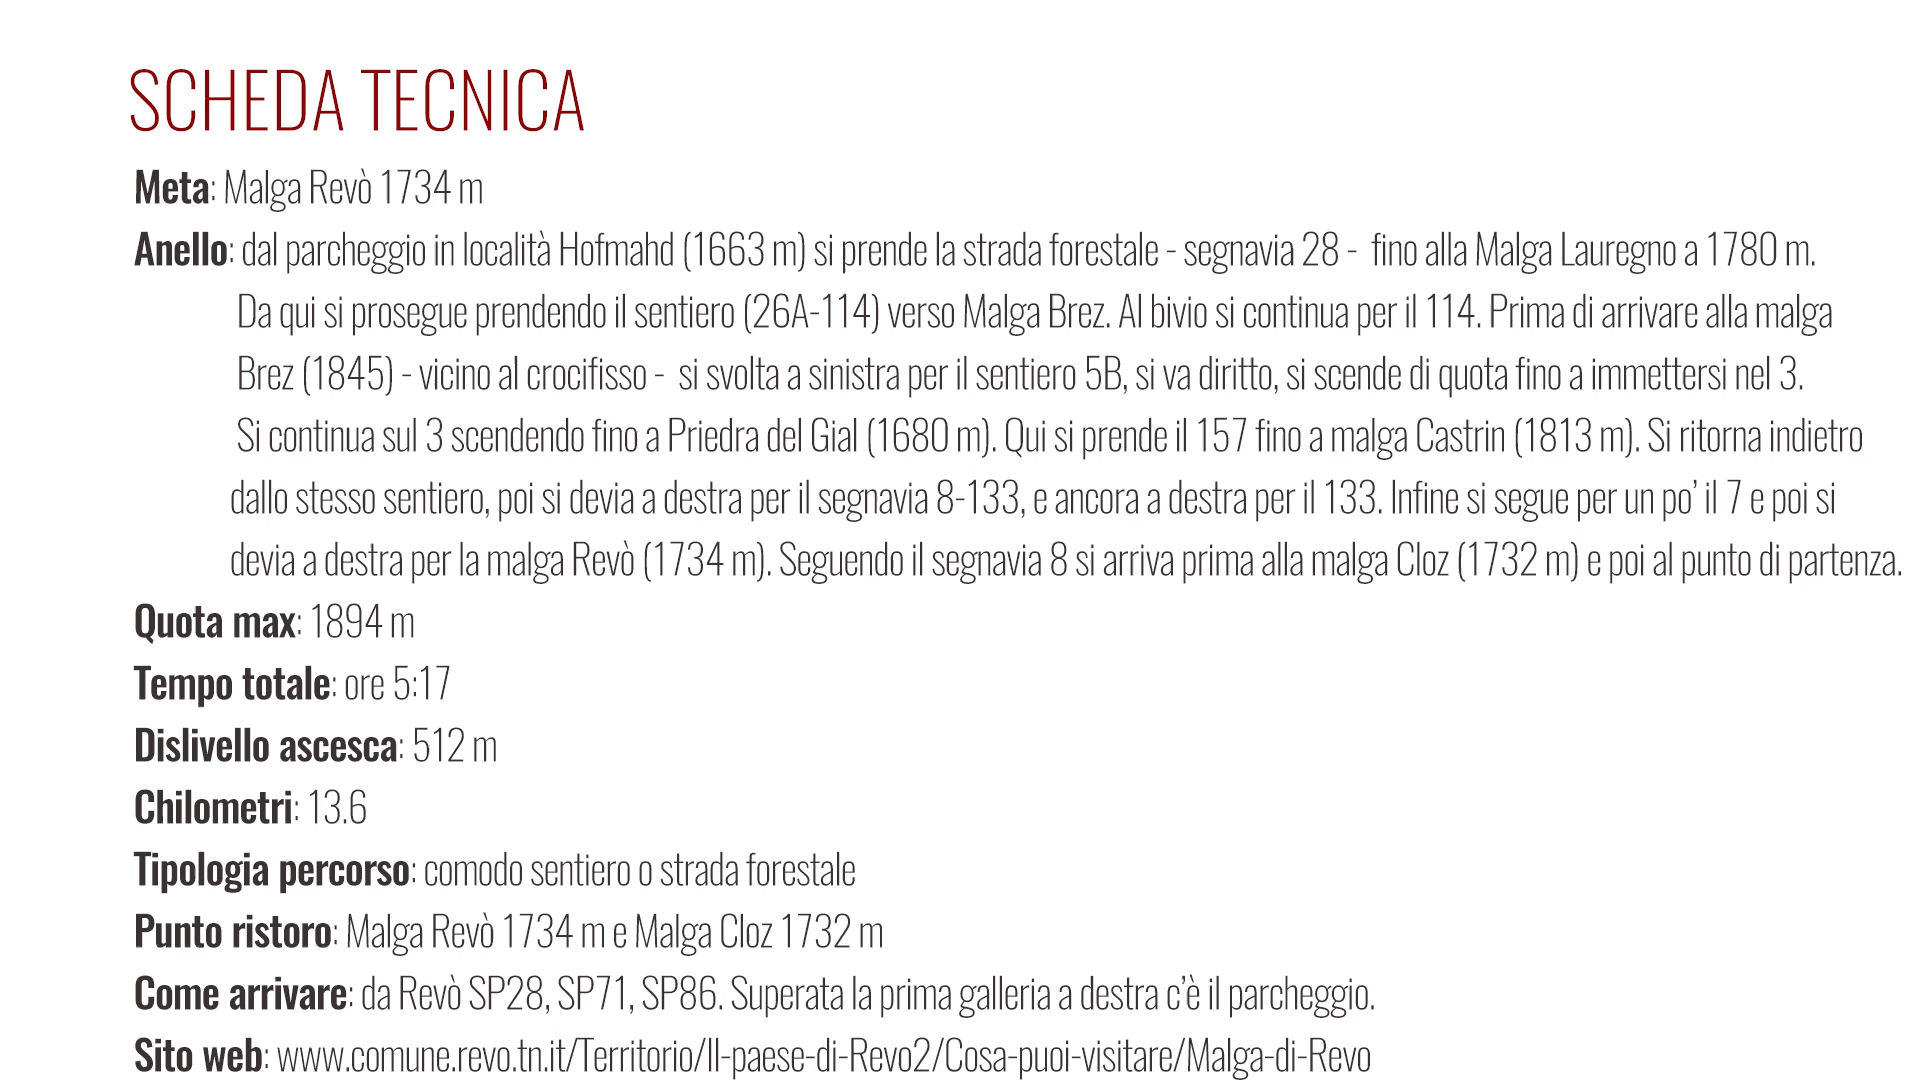 SCHEDA TECNICA
Meta: Malga Revò 1734 m
Anello: dal parcheggio in località Hofmahd (1663 m) si prende la strada forestale - segnavia 28 - fino alla Malga Lauregno a 1780 m.
Da qui si prosegue prendendo il sentiero (26A-114) verso Malga Brez. Al bivio si continua per il 114. Prima di arrivare alla malga
Brez (1845) - vicino al crocifisso - si svolta a sinistra per il sentiero 5B, si va diritto, si scende di quota fino a immettersi nel 3.
Si continua sul 3 scendendo fino a Priedra del Gial (1680 m). Qui si prende il 157 fino a malga Castrin (1813 m). Si ritorna indietro
dallo stesso sentiero, poi si devia a destra per il segnavia 8-133, e ancora a destra per il 133. Infine si segue per un po’ il 7 e poi si
devia a destra per la malga Revò (1734 m). Seguendo il segnavia 8 si arriva prima alla malga Cloz (1732 m) e poi al punto di partenza.
Quota max: 1894 m
Tempo totale: ore 5:17
Dislivello ascesca: 512 m
Chilometri: 13.6
Tipologia percorso: comodo sentiero o strada forestale
Punto ristoro: Malga Revò 1734 m e Malga Cloz 1732 m
Come arrivare: da Revò SP28, SP71, SP86. Superata la prima galleria a destra c’è il parcheggio.
Sito web: www.comune.revo.tn.it/Territorio/Il-paese-di-Revo2/Cosa-puoi-visitare/Malga-di-Revo